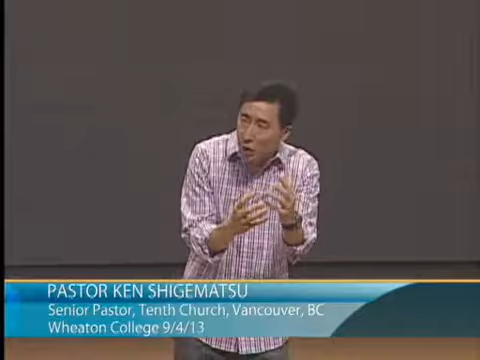 PASTOR KEN SHIGEMATSU
Senior Pastor, Tenth Church, Vancouver, BC
Wheaton College 9/4/13